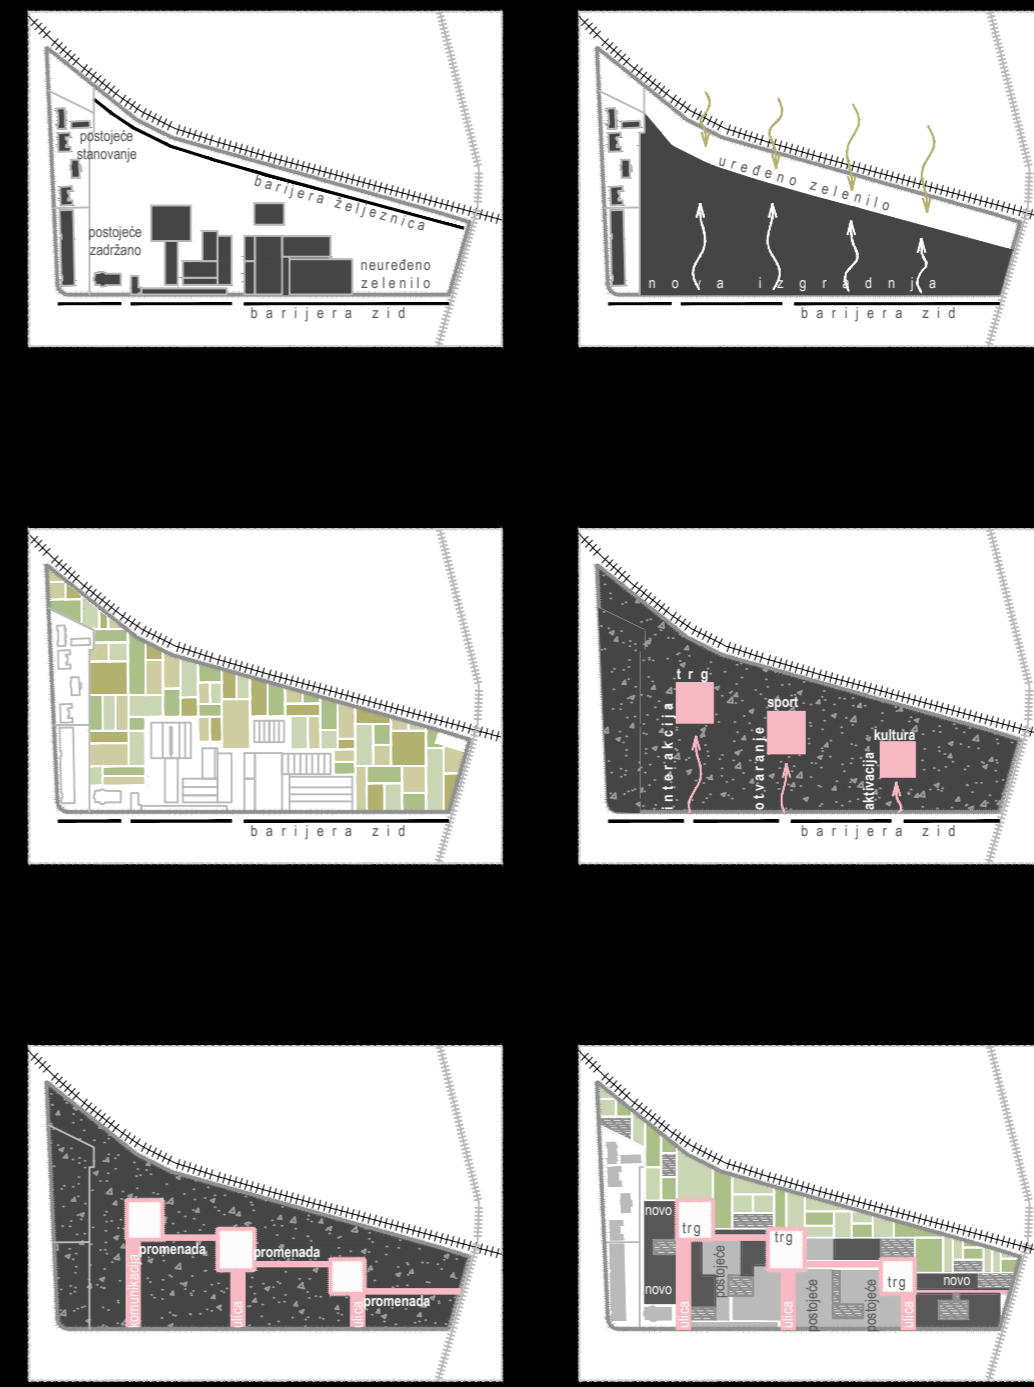 postojeće
stanovanje
barijera željeznica
postojeće
zadržano
neuređeno
zelenilo
barijera zid
uređeno zelenilo
nova izgradnja
barijera zid
barijera zid
trg
interakcija
sport
otvaranje
kultura
aktivacija
barijera zid
promenada
promenada
promenada
komunikacija
ulica
ulica
novo
trg
trg
postojeće
novo
trg
novo
ulica
ulica
postojeće
postojeće
ulica